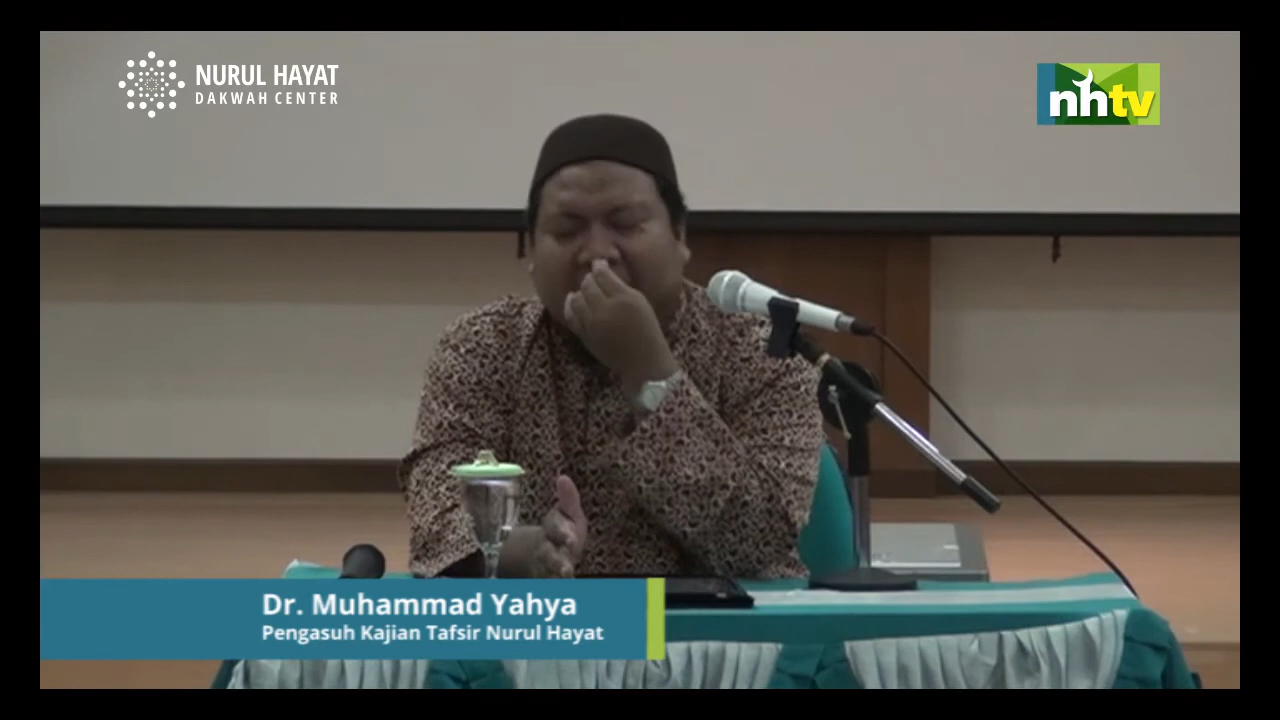 NURUL HAYAT
DAKWAH CENTER
nhtv
Dr. Muhammad Yahya
Pengasuh Kajian Tafsir Nurul Hayat